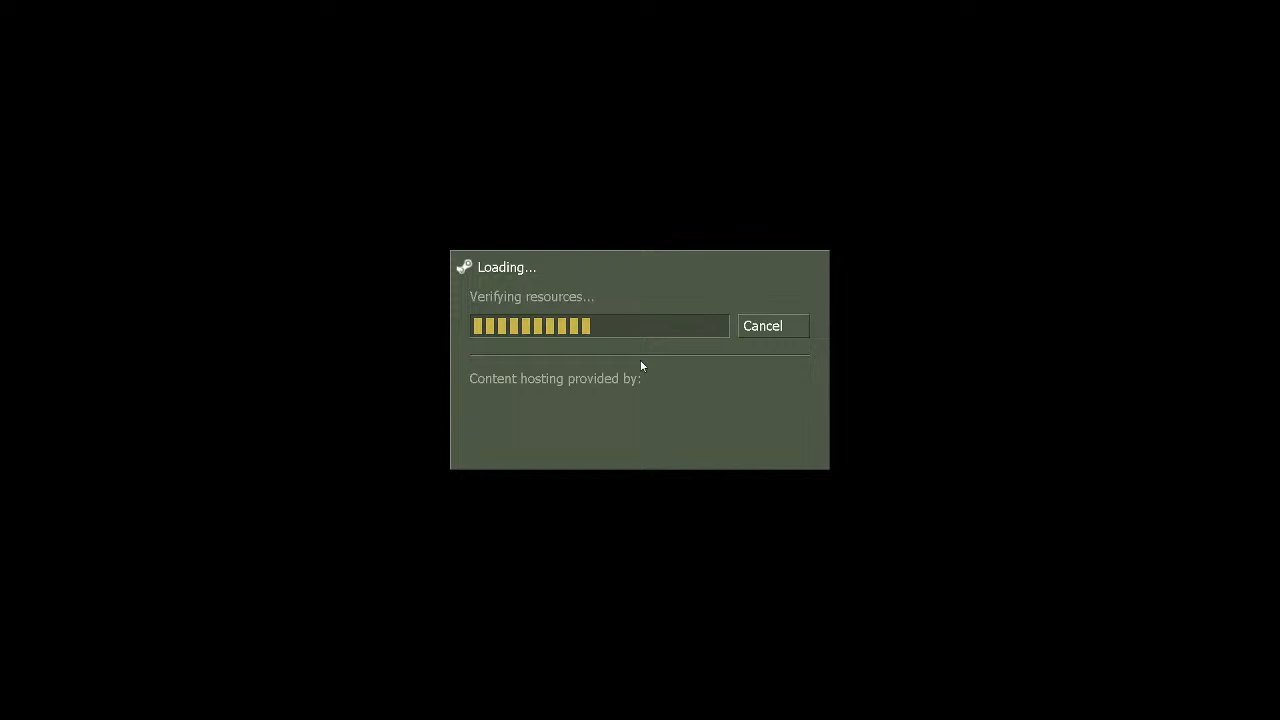 Loading...
Verifying resources...
Cancel
Content hosting provided by: